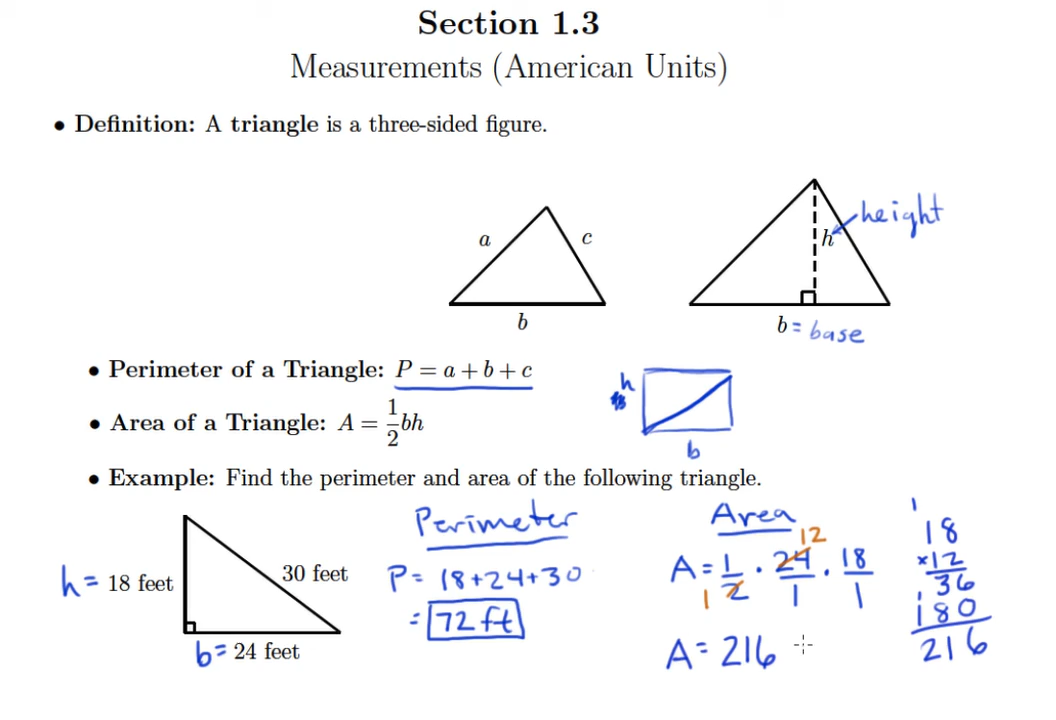 Section 1.3
Measurements (American Units)
• Definition: A triangle is a three-sided figure.
a
c
b
h
height
b = base
• Perimeter of a Triangle: P = a + b + c
h
b
• Area of a Triangle: A = 1/2 bh
• Example: Find the perimeter and area of the following triangle.
h = 18 feet
30 feet
b = 24 feet
Perimeter
P = 18 + 24 + 30
= 72 ft
Area
12
A = 1/2 · 24/1 · 18/1
1
A = 216
1
18
×12
36
1
180
216